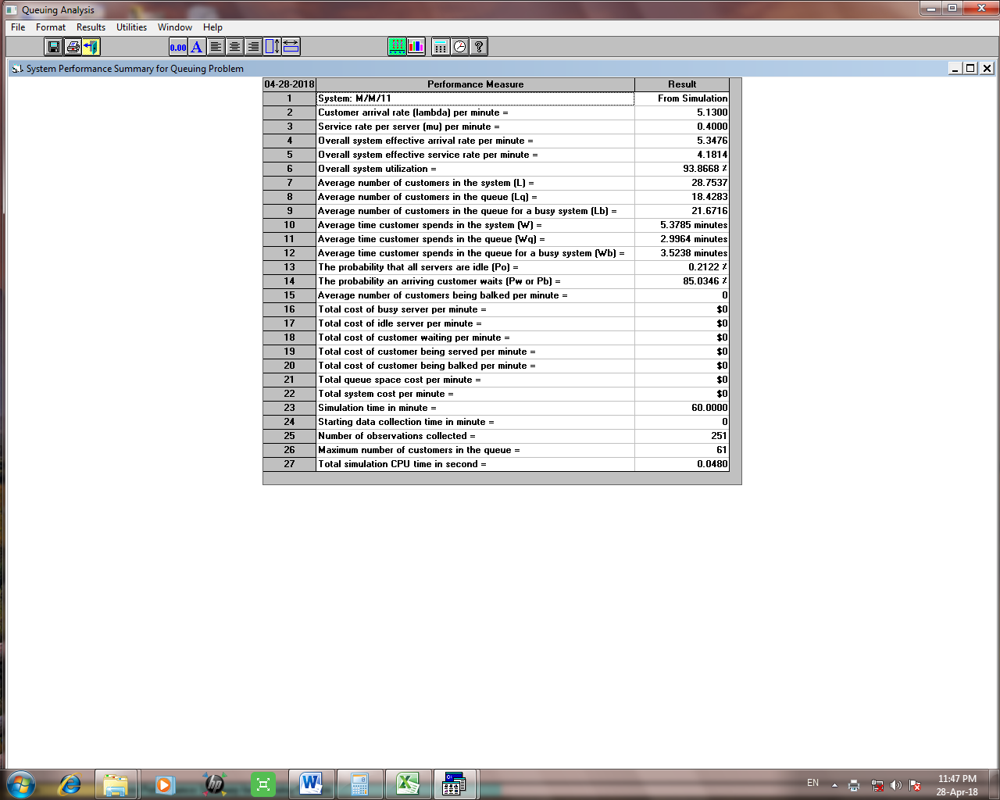 Queuing Analysis
File Format Results Utilities Window Help
0.00 A
System Performance Summary for Queuing Problem
04-28-2018 Performance Measure Result
1 System: M/M/11 From Simulation
2 Customer arrival rate (lambda) per minute = 5.1300
3 Service rate per server (mu) per minute = 0.4000
4 Overall system effective arrival rate per minute = 5.3476
5 Overall system effective service rate per minute = 4.1814
6 Overall system utilization = 93.8668 %
7 Average number of customers in the system (L) = 28.7537
8 Average number of customers in the queue (Lq) = 18.4283
9 Average number of customers in the queue for a busy system (Lb) = 21.6716
10 Average time customer spends in the system (W) = 5.3785 minutes
11 Average time customer spends in the queue (Wq) = 2.9964 minutes
12 Average time customer spends in the queue for a busy system (Wb) = 3.5238 minutes
13 The probability that all servers are idle (Po) = 0.2122 %
14 The probability an arriving customer waits (Pw or Pb) = 85.0346 %
15 Average number of customers being balked per minute = 0
16 Total cost of busy server per minute = $0
17 Total cost of idle server per minute = $0
18 Total cost of customer waiting per minute = $0
19 Total cost of customer being served per minute = $0
20 Total cost of customer being balked per minute = $0
21 Total queue space cost per minute = $0
22 Total system cost per minute = $0
23 Simulation time in minute = 60.0000
24 Starting data collection time in minute = 0
25 Number of observations collected = 251
26 Maximum number of customers in the queue = 61
27 Total simulation CPU time in second = 0.0480
EN
11:47 PM
28-Apr-18